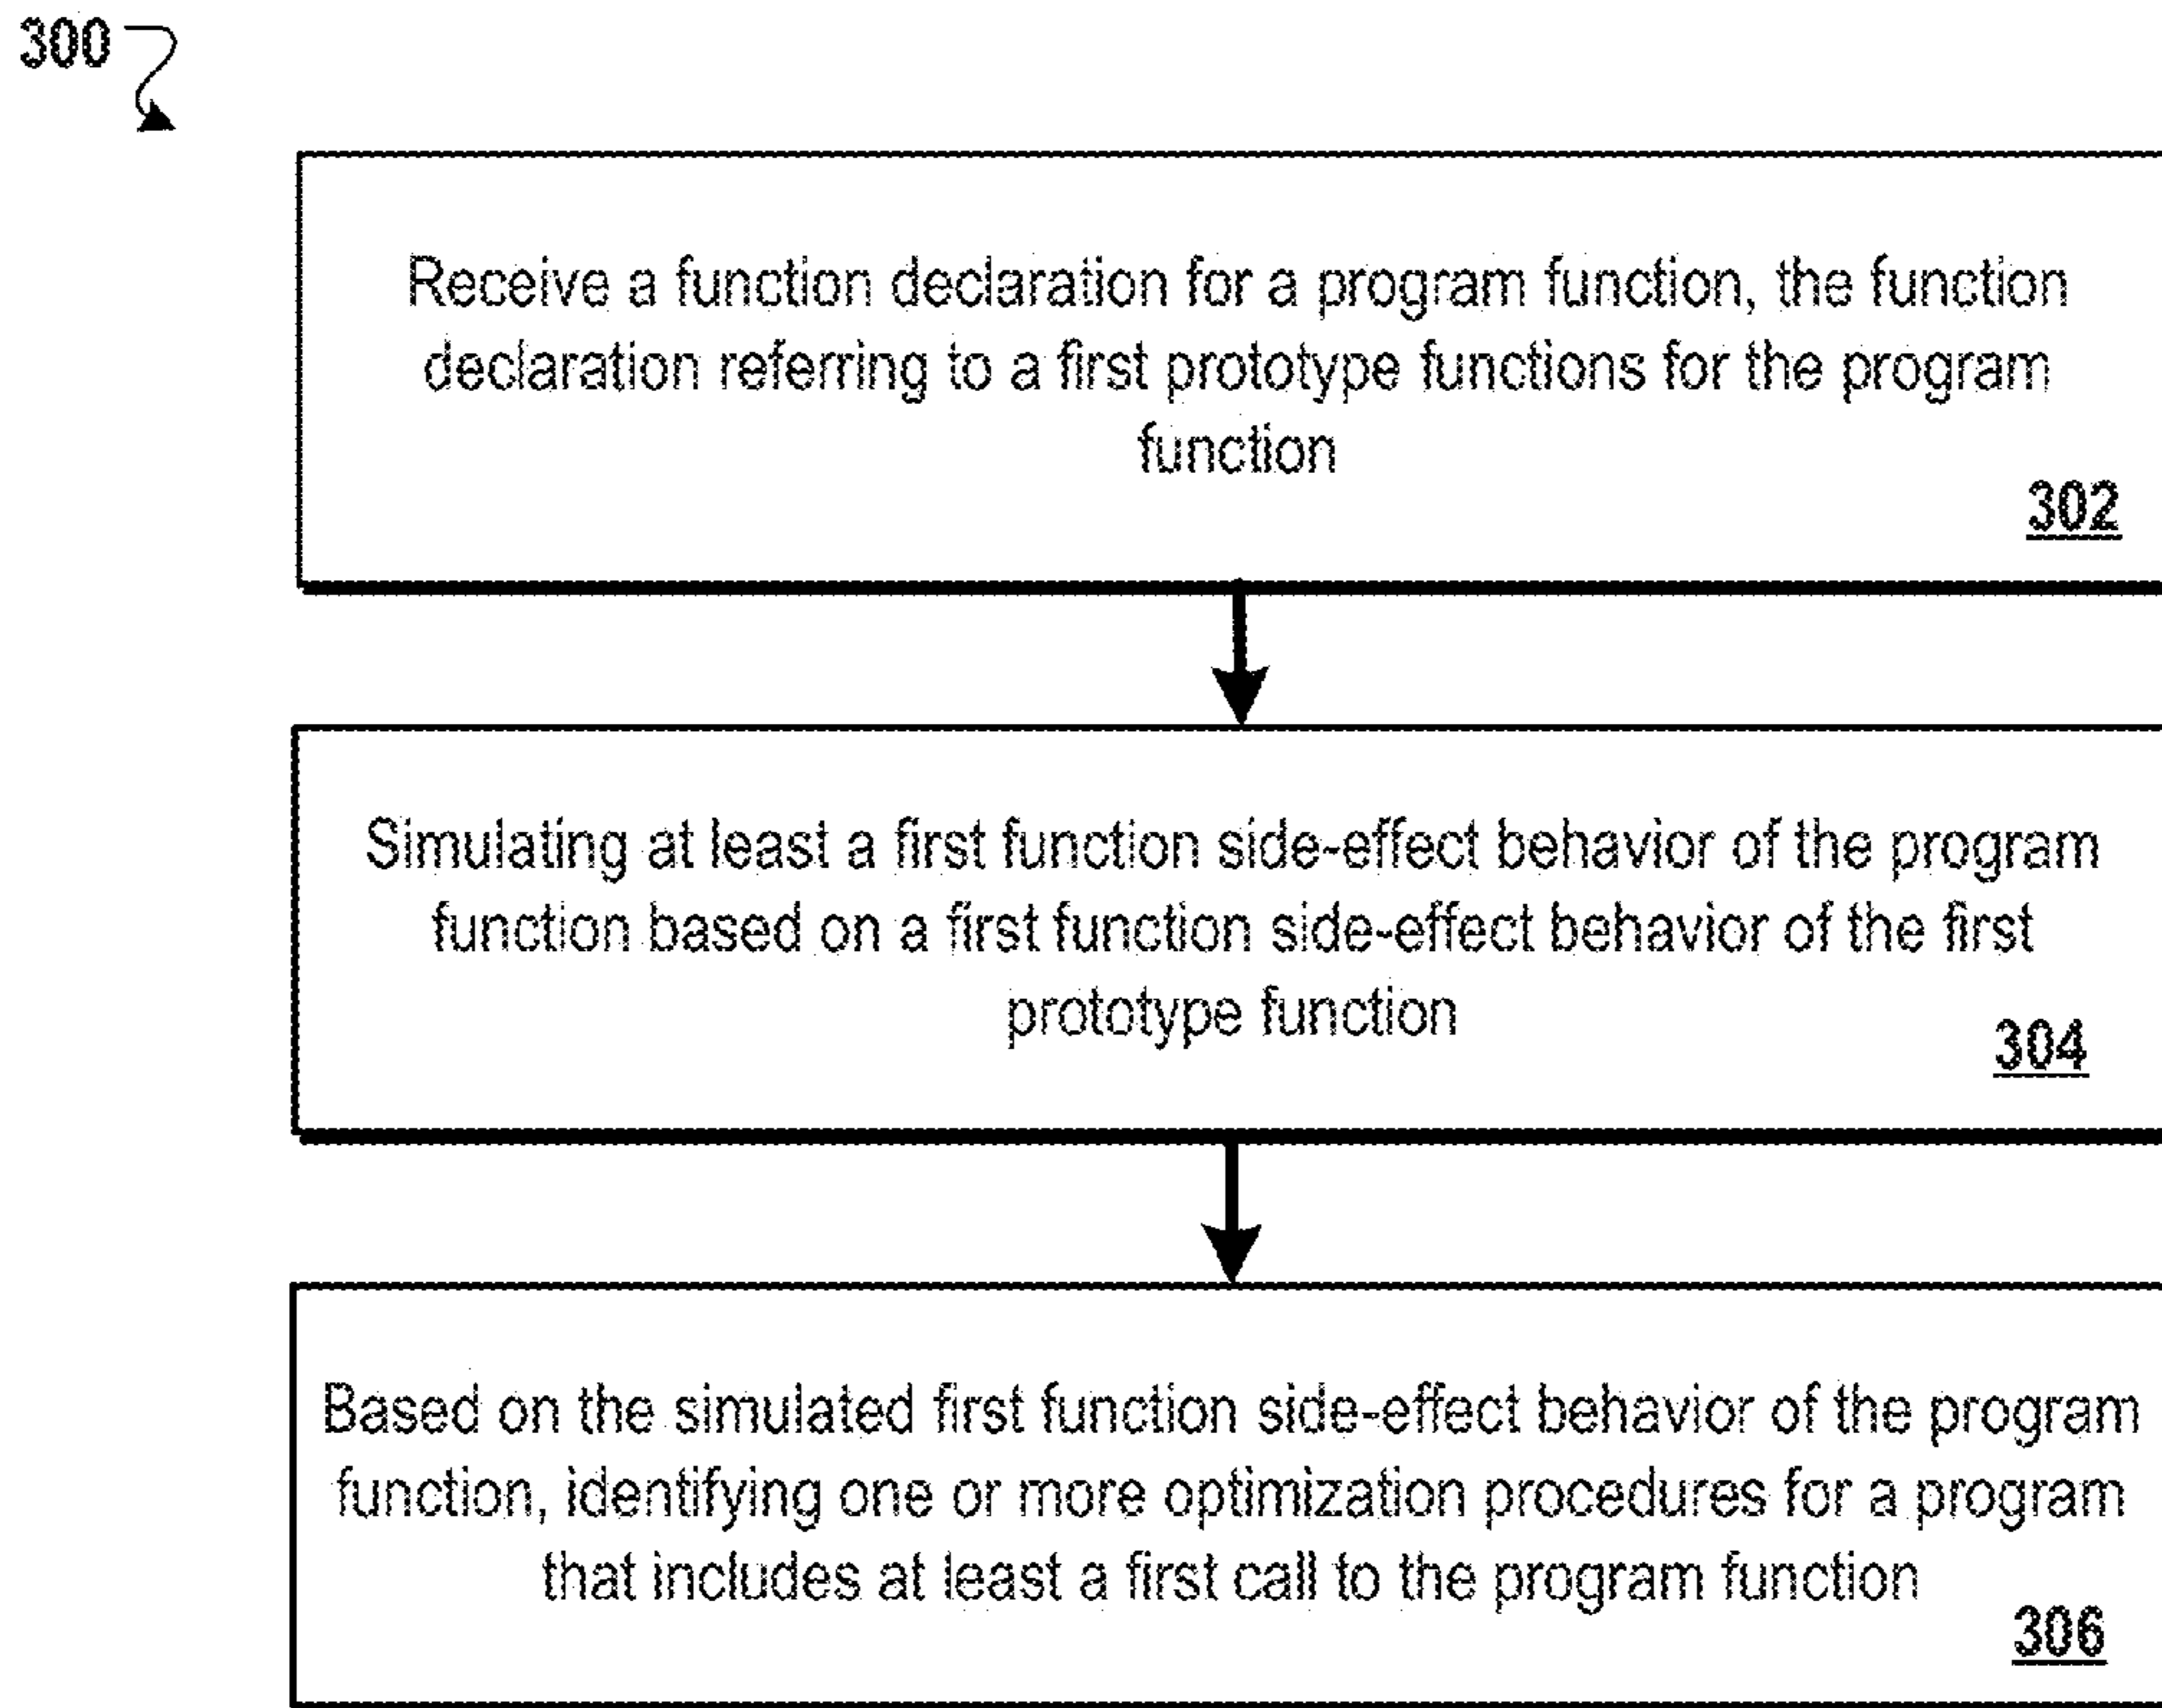 300
Receive a function declaration for a program function, the function
declaration referring to a first prototype functions for the program
function
302
Simulating at least a first function side-effect behavior of the program
function based on a first function side-effect behavior of the first
prototype function
304
Based on the simulated first function side-effect behavior of the program
function, identifying one or more optimization procedures for a program
that includes at least a first call to the program function
306